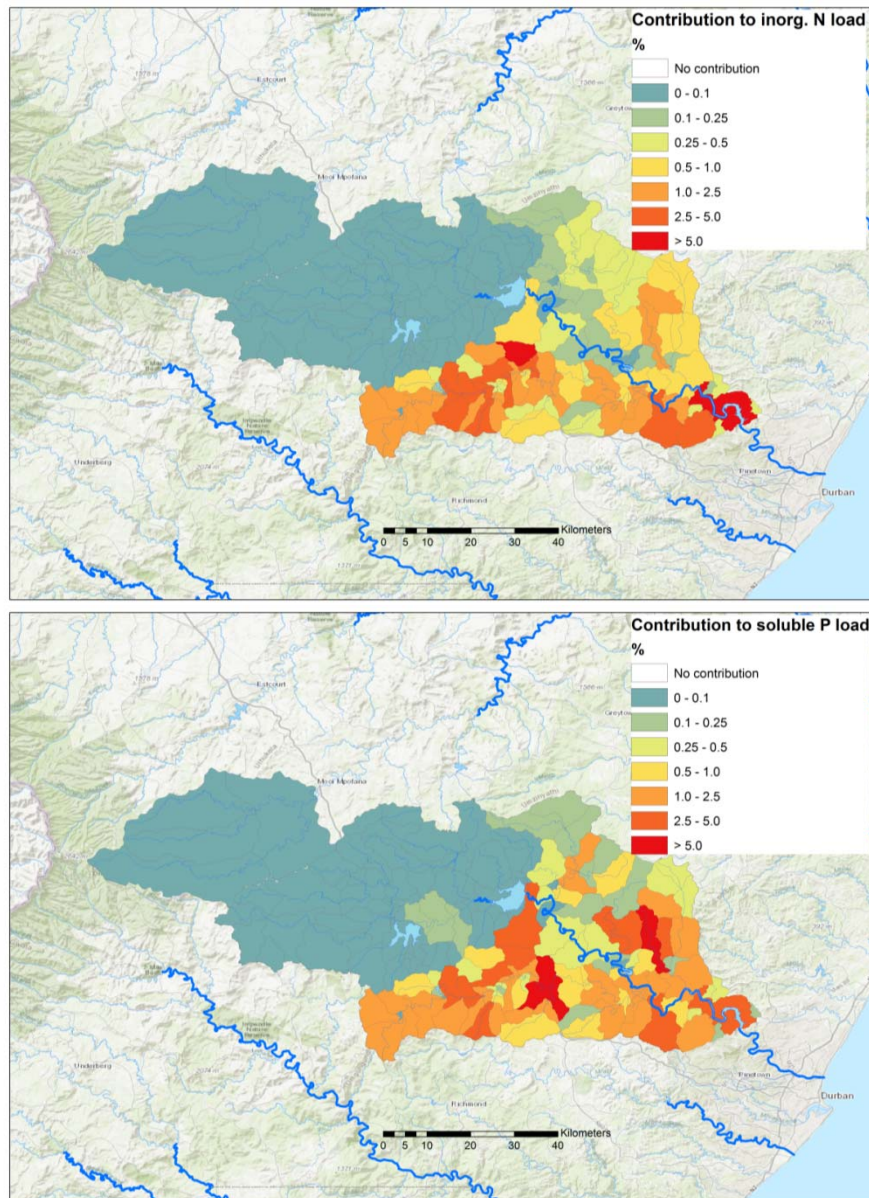 Contribution to inorg. N load
%
No contribution
0 - 0.1
0.1 - 0.25
0.25 - 0.5
0.5 - 1.0
1.0 - 2.5
2.5 - 5.0
> 5.0
Estcourt
Mooi Mpofana
Underberg
Richmond
Pinetown
Durban
Kilometers
0 5 10 20 30 40
Contribution to soluble P load
%
No contribution
0 - 0.1
0.1 - 0.25
0.25 - 0.5
0.5 - 1.0
1.0 - 2.5
2.5 - 5.0
> 5.0
Estcourt
Mooi Mpofana
Underberg
Richmond
Pinetown
Durban
Kilometers
0 5 10 20 30 40